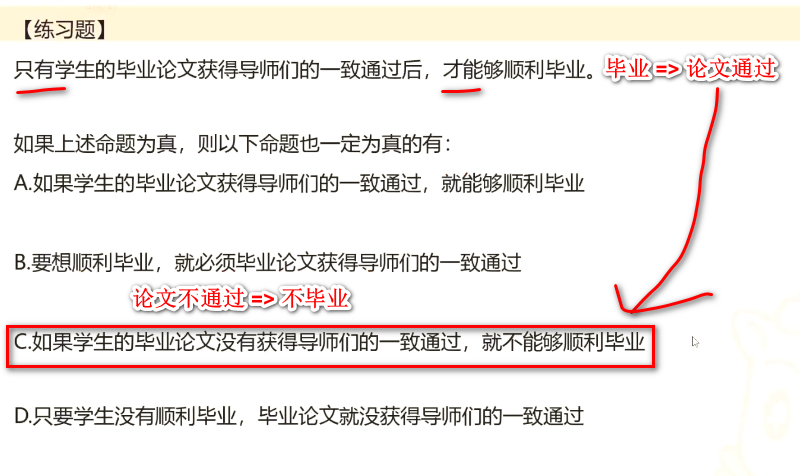 【练习题】
只有学生的毕业论文获得导师们的一致通过后，才能够顺利毕业。 毕业 => 论文通过
如果上述命题为真，则以下命题也一定为真的有：
A.如果学生的毕业论文获得导师们的一致通过，就能够顺利毕业
B.要想顺利毕业，就必须毕业论文获得导师们的一致通过
论文不通过 => 不毕业
C.如果学生的毕业论文没有获得导师们的一致通过，就不能够顺利毕业
D.只要学生没有顺利毕业，毕业论文就没获得导师们的一致通过